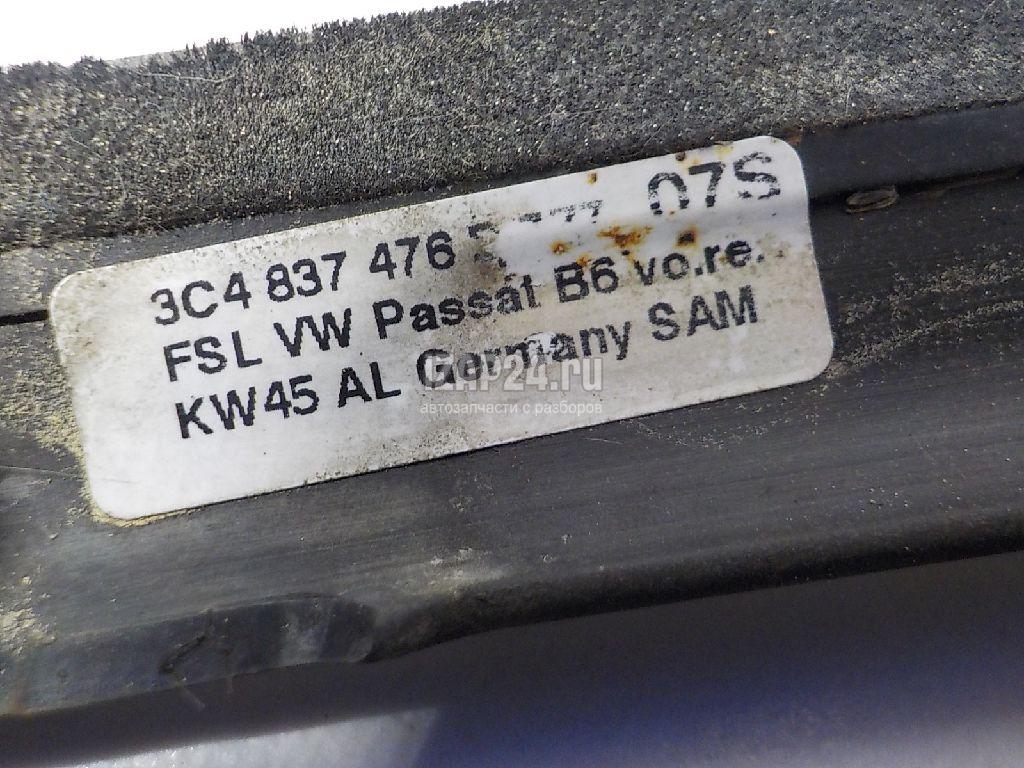 3C4 837 476 07S
FSL VW Passat B6 vo.re.
KW45 AL Germany SAM
GAP24.ru
автозапчасти с разборов